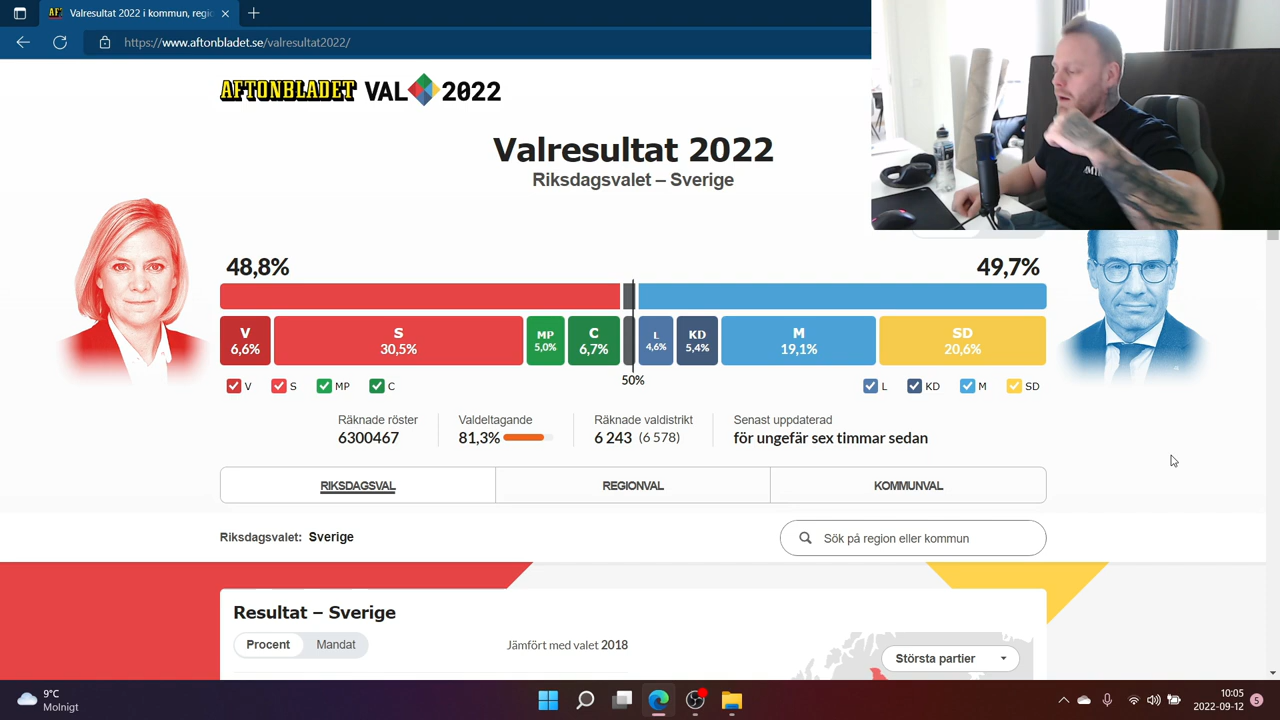 Valresultat 2022 i kommun, regi
https://www.aftonbladet.se/valresultat2022/
AFTONBLADET VAL 2022
Valresultat 2022
Riksdagsvalet – Sverige
48,8%
49,7%
V
6,6%
S
30,5%
MP
5,0%
C
6,7%
L
4,6%
KD
5,4%
M
19,1%
SD
20,6%
50%
V S MP C
L KD M SD
Räknade röster
6300467
Valdeltagande
81,3%
Räknade valdistrikt
6 243 (6 578)
Senast uppdaterad
för ungefär sex timmar sedan
RIKSDAGSVAL
REGIONVAL
KOMMUNVAL
Riksdagsvalet: Sverige
Sök på region eller kommun
Resultat – Sverige
Procent Mandat
Jämfört med valet 2018
Största partier
9°C
Molnigt
10:05
2022-09-12
5